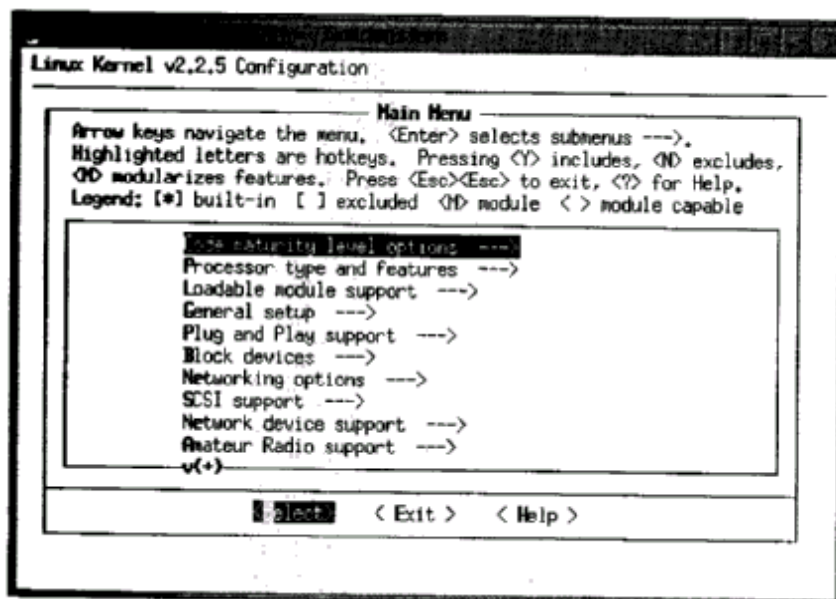 Linux Kernel v2.2.5 Configuration
Main Menu
Arrow keys navigate the menu. <Enter> selects submenus --->.
Highlighted letters are hotkeys. Pressing <Y> includes, <N> excludes,
<M> modularizes features. Press <Esc><Esc> to exit, <?> for Help.
Legend: [*] built-in [ ] excluded <M> module < > module capable
Code maturity level options --->
Processor type and features --->
Loadable module support --->
General setup --->
Plug and Play support --->
Block devices --->
Networking options --->
SCSI support --->
Network device support --->
Amateur Radio support --->
v(+)
<Select> < Exit > < Help >